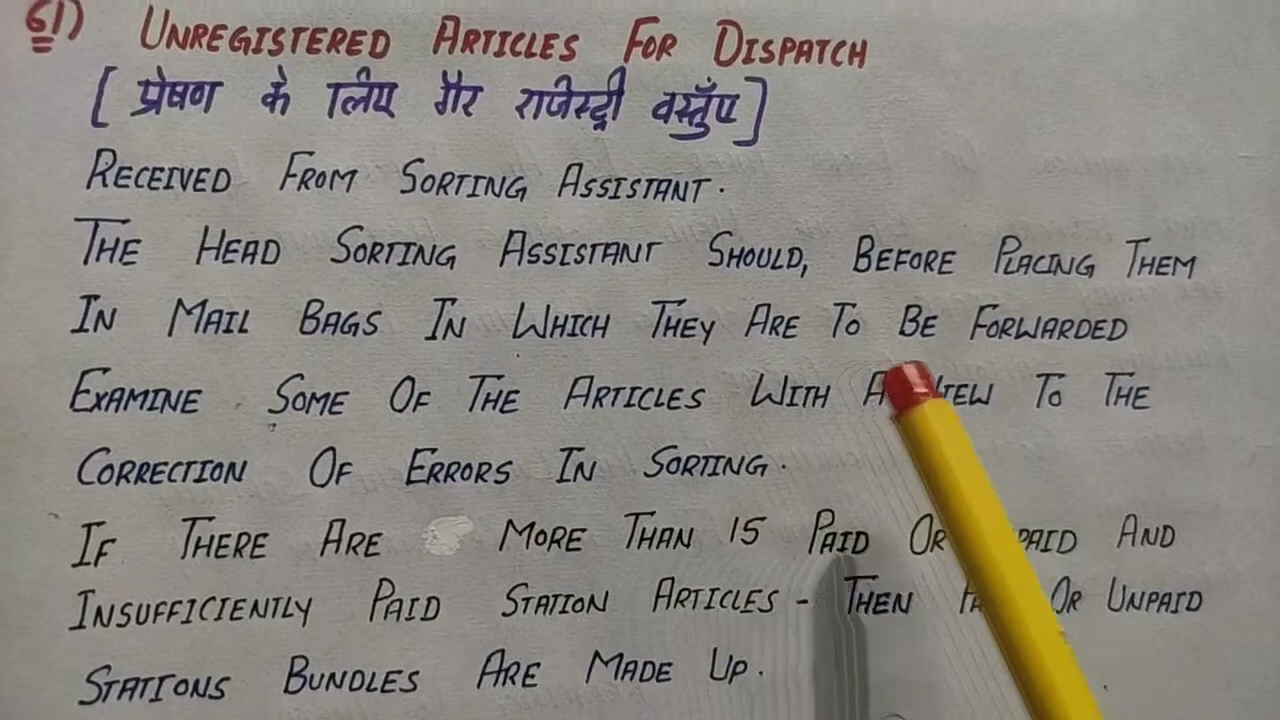 61) UNREGISTERED ARTICLES FOR DISPATCH
[प्रेषण के लिए गैर राजिस्ट्री वस्तुँए]
RECEIVED FROM SORTING ASSISTANT.
THE HEAD SORTING ASSISTANT SHOULD, BEFORE PLACING THEM
IN MAIL BAGS IN WHICH THEY ARE TO BE FORWARDED
EXAMINE SOME OF THE ARTICLES WITH A VIEW TO THE
CORRECTION OF ERRORS IN SORTING.
IF THERE ARE MORE THAN 15 PAID OR AND
INSUFFICIENTLY PAID STATION ARTICLES - THEN OR UNPAID
STATIONS BUNDLES ARE MADE UP.